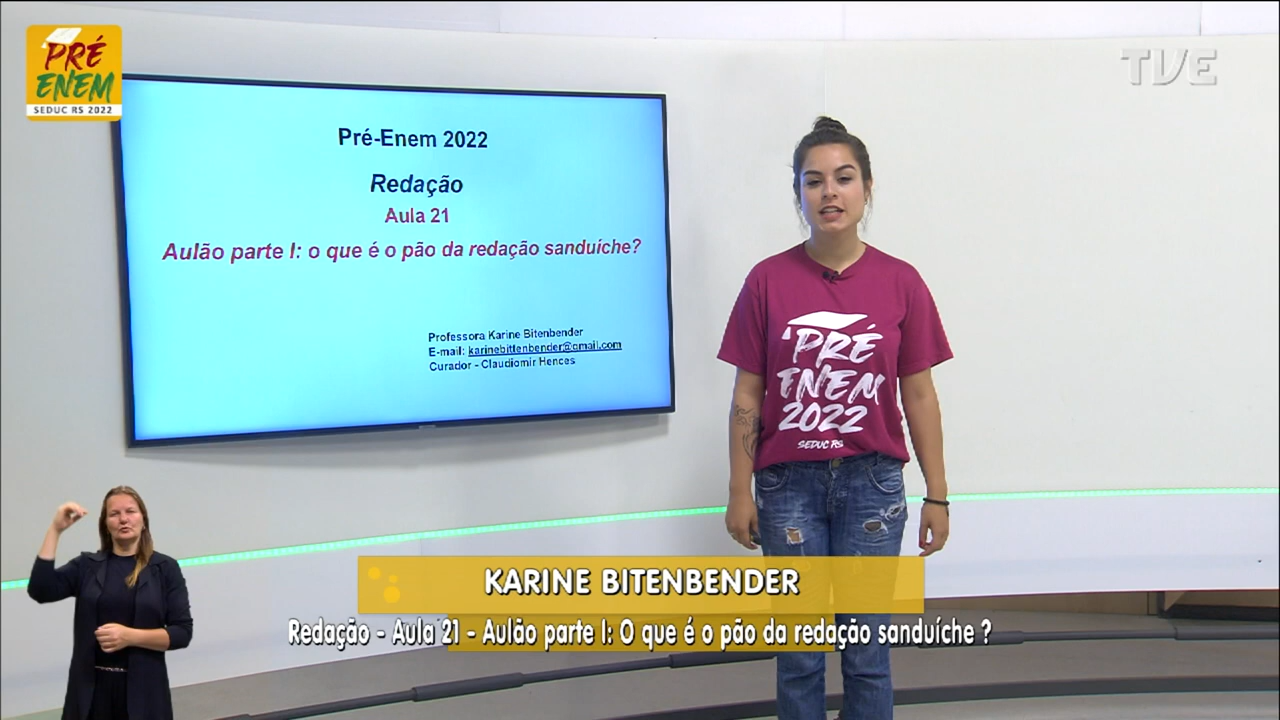 PRÉ
ENEM
SEDUC RS 2022
TVE
Pré-Enem 2022
Redação
Aula 21
Aulão parte I: o que é o pão da redação sanduíche?
Professora Karine Bitenbender
E-mail: karinebittenbender@gmail.com
Curador - Claudiomir Hences
PRÉ
ENEM
2022
SEDUC RS
KARINE BITENBENDER
Redação - Aula 21 - Aulão parte I: O que é o pão da redação sanduíche ?